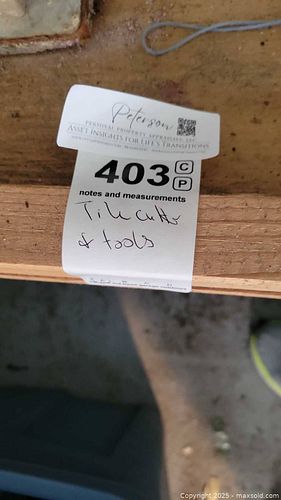 Peterson
PERSONAL PROPERTY APPRAISERS, LLC
ASSET INSIGHTS FOR LIFE'S TRANSITIONS
403 C
P
notes and measurements
Tile cutter
& tools
Copyright 2025 - maxsold.com